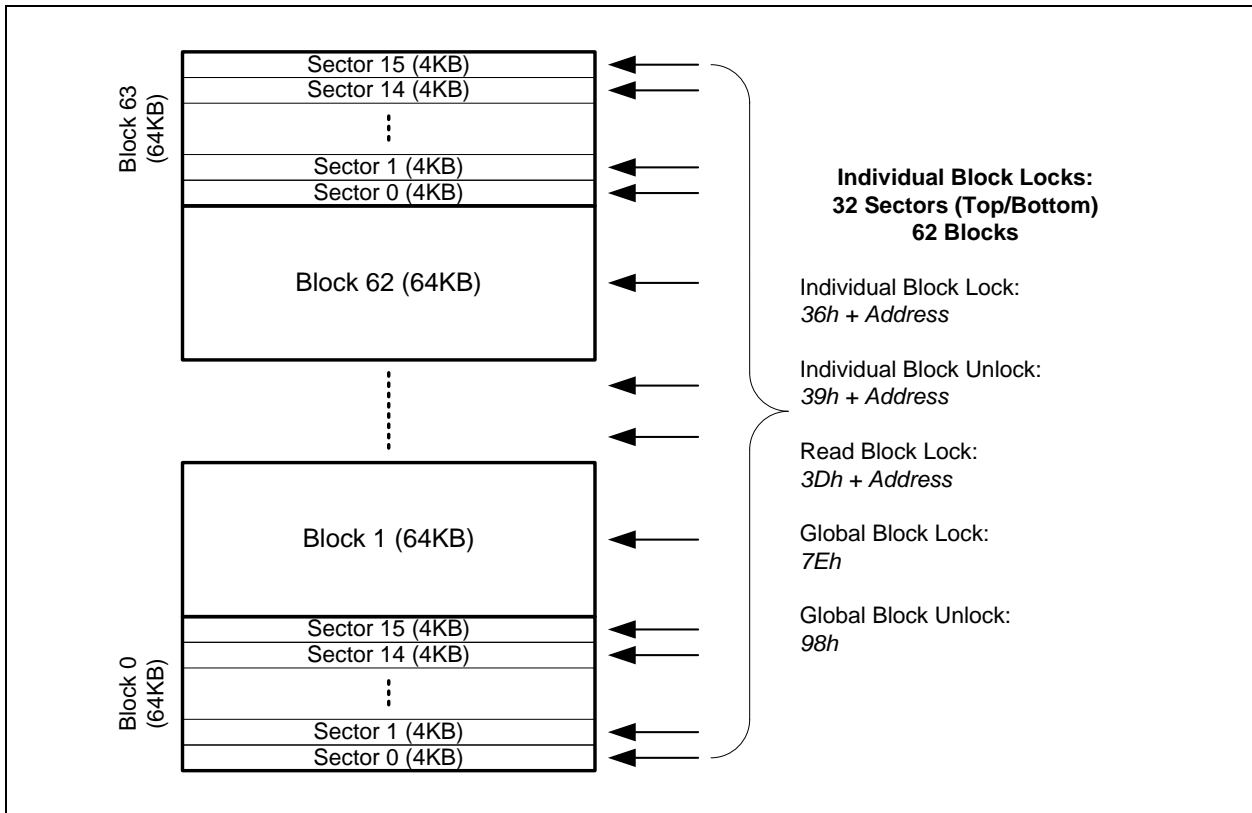 Block 63
(64KB)
Sector 15 (4KB)
Sector 14 (4KB)
Sector 1 (4KB)
Sector 0 (4KB)
Block 62 (64KB)
Block 1 (64KB)
Block 0
(64KB)
Sector 15 (4KB)
Sector 14 (4KB)
Sector 1 (4KB)
Sector 0 (4KB)
Individual Block Locks:
32 Sectors (Top/Bottom)
62 Blocks
Individual Block Lock:
36h + Address
Individual Block Unlock:
39h + Address
Read Block Lock:
3Dh + Address
Global Block Lock:
7Eh
Global Block Unlock:
98h